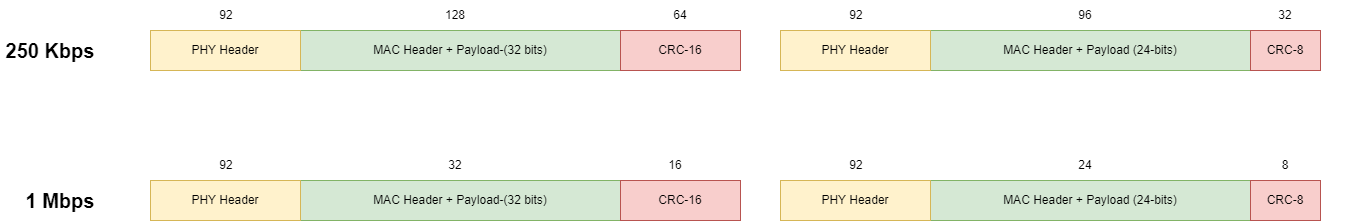 92 128 64 92 96 32
250 Kbps PHY Header MAC Header + Payload-(32 bits) CRC-16 PHY Header MAC Header + Payload (24-bits) CRC-8
92 32 16 92 24 8
1 Mbps PHY Header MAC Header + Payload-(32 bits) CRC-16 PHY Header MAC Header + Payload (24-bits) CRC-8